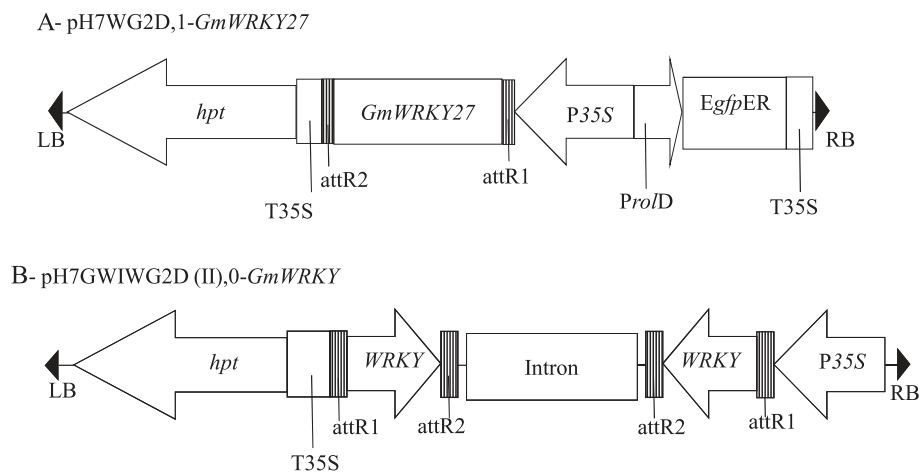 A- pH7WG2D,1-GmWRKY27
hpt
GmWRKY27
P35S
EgfpER
LB
RB
attR2
attR1
T35S
ProlD
T35S
B- pH7GWIWG2D (II),0-GmWRKY
hpt
WRKY
Intron
WRKY
P35S
LB
RB
attR1
attR2
attR2
attR1
T35S